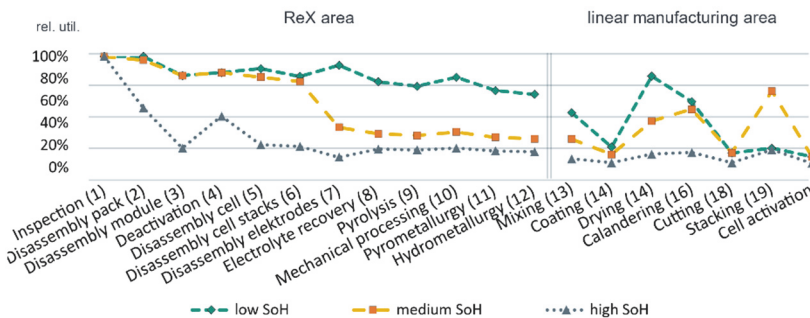 ReX area
linear manufacturing area
rel. util.
100%
80%
60%
40%
20%
0%
Inspection (1)
Disassembly pack (2)
Disassembly module (3)
Deactivation (4)
Disassembly cell (5)
Disassembly cell stacks (6)
Disassembly elektrodes (7)
Electrolyte recovery (8)
Pyrolysis (9)
Mechanical processing (10)
Pyrometallurgy (11)
Hydrometallurgy (12)
Mixing (13)
Coating (14)
Drying (14)
Calandering (16)
Cutting (18)
Stacking (19)
Cell activation
low SoH
medium SoH
high SoH